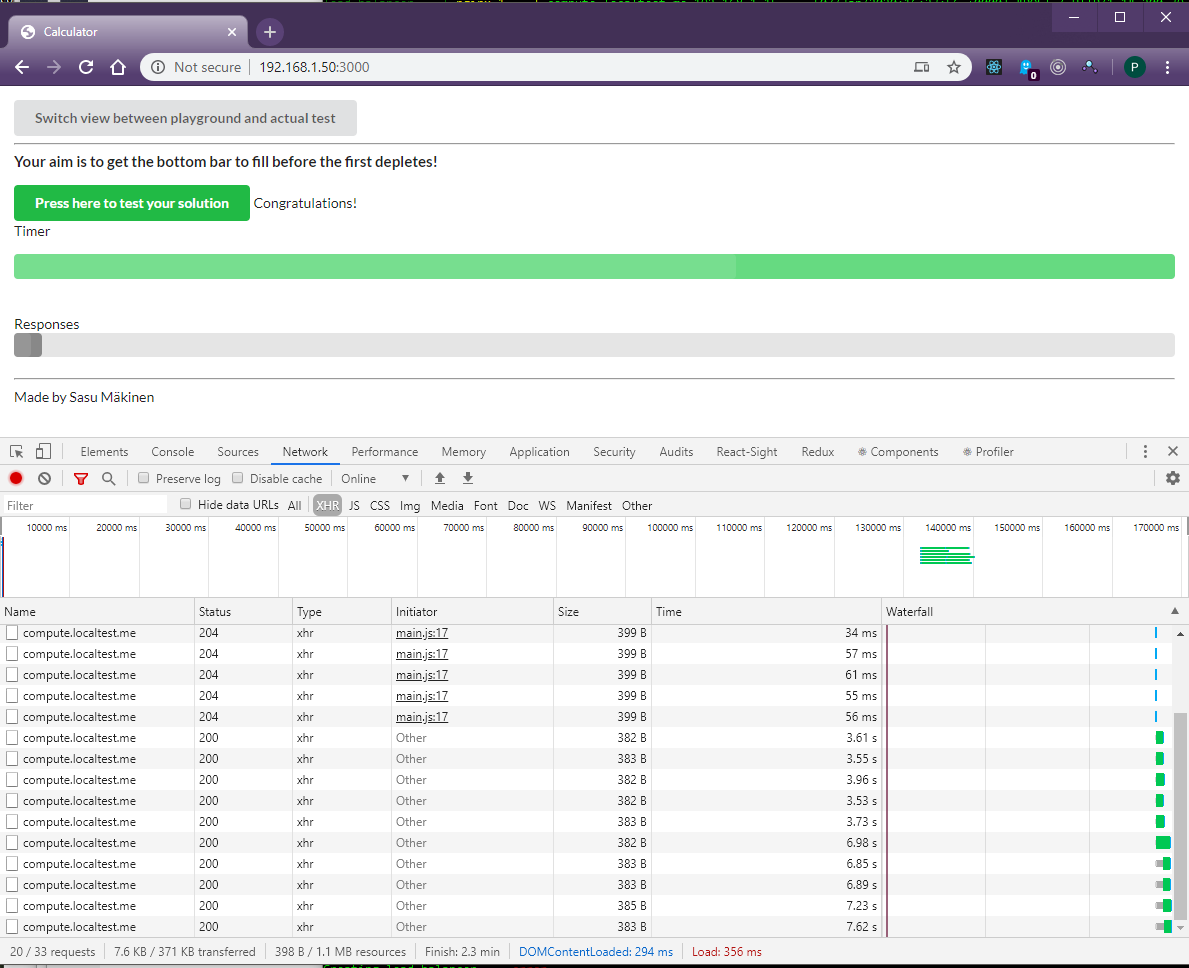 Calculator
Not secure 192.168.1.50:3000
0
P
Switch view between playground and actual test
Your aim is to get the bottom bar to fill before the first depletes!
Press here to test your solution Congratulations!
Timer
Responses
Made by Sasu Mäkinen
Elements Console Sources Network Performance Memory Application Security Audits React-Sight Redux Components Profiler
Preserve log Disable cache Online
Filter Hide data URLs All XHR JS CSS Img Media Font Doc WS Manifest Other
10000 ms 20000 ms 30000 ms 40000 ms 50000 ms 60000 ms 70000 ms 80000 ms 90000 ms 100000 ms 110000 ms 120000 ms 130000 ms 140000 ms 150000 ms 160000 ms 170000 ms
Name Status Type Initiator Size Time Waterfall
compute.localtest.me 204 xhr main.js:17 399 B 34 ms
compute.localtest.me 204 xhr main.js:17 399 B 57 ms
compute.localtest.me 204 xhr main.js:17 399 B 61 ms
compute.localtest.me 204 xhr main.js:17 399 B 55 ms
compute.localtest.me 204 xhr main.js:17 399 B 56 ms
compute.localtest.me 200 xhr Other 382 B 3.61 s
compute.localtest.me 200 xhr Other 383 B 3.55 s
compute.localtest.me 200 xhr Other 382 B 3.96 s
compute.localtest.me 200 xhr Other 382 B 3.53 s
compute.localtest.me 200 xhr Other 383 B 3.73 s
compute.localtest.me 200 xhr Other 382 B 6.98 s
compute.localtest.me 200 xhr Other 383 B 6.85 s
compute.localtest.me 200 xhr Other 383 B 6.89 s
compute.localtest.me 200 xhr Other 385 B 7.23 s
compute.localtest.me 200 xhr Other 383 B 7.62 s
20 / 33 requests 7.6 KB / 371 KB transferred 398 B / 1.1 MB resources Finish: 2.3 min DOMContentLoaded: 294 ms Load: 356 ms